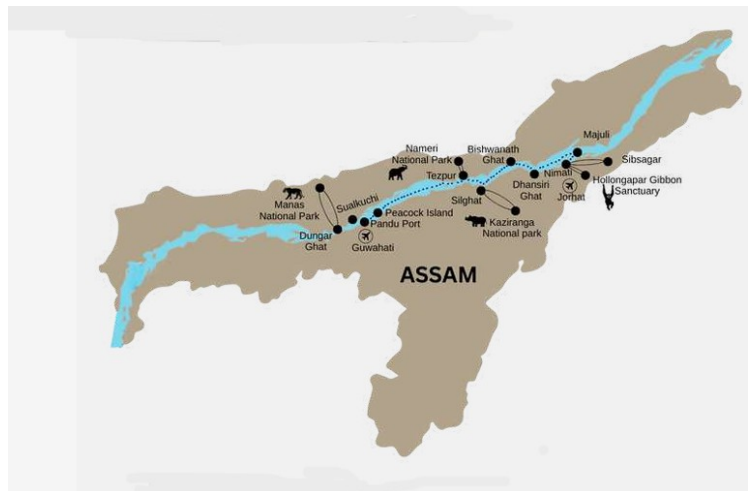 Majuli
Nameri
National Park
Bishwanath
Ghat
Sibsagar
Tezpur
Nimati
Dhansiri
Ghat
Hollongapar Gibbon
Sanctuary
Jorhat
Silghat
Manas
National Park
Sualkuchi
Peacock Island
Pandu Port
Kaziranga
National park
Dungar
Ghat
Guwahati
ASSAM